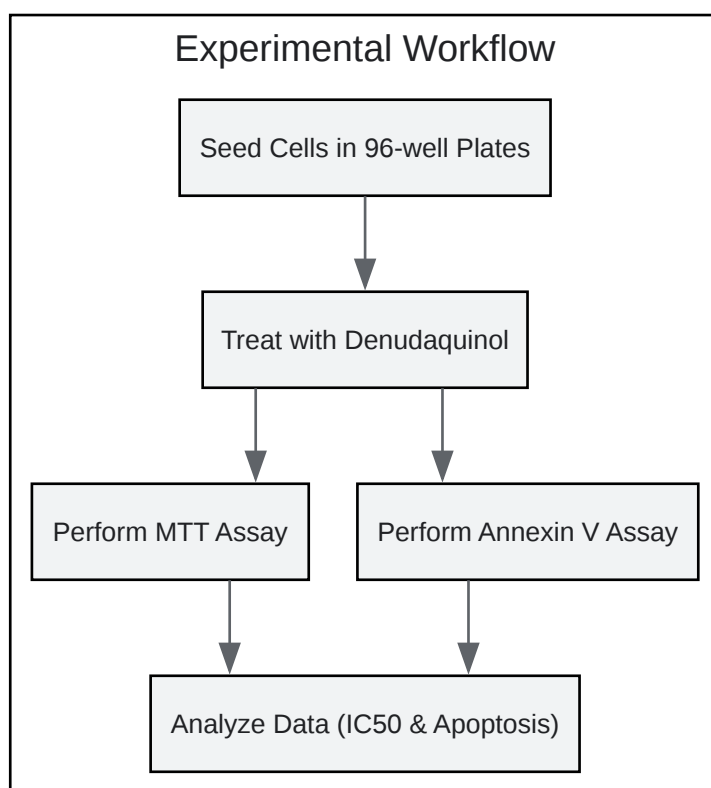 Experimental Workflow
Seed Cells in 96-well Plates
Treat with Denudaquinol
Perform MTT Assay
Perform Annexin V Assay
Analyze Data (IC50 & Apoptosis)